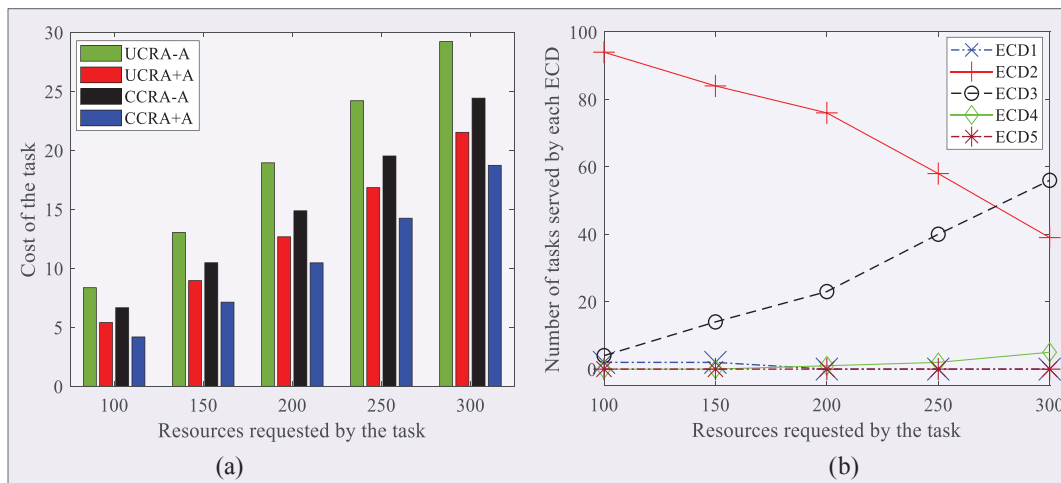 30
25
20
15
10
5
0
Cost of the task
UCRA-A
UCRA+A
CCRA-A
CCRA+A
100 150 200 250 300
Resources requested by the task
(a)
100
80
60
40
20
0
Number of tasks served by each ECD
ECD1
ECD2
ECD3
ECD4
ECD5
100 150 200 250 300
Resources requested by the task
(b)